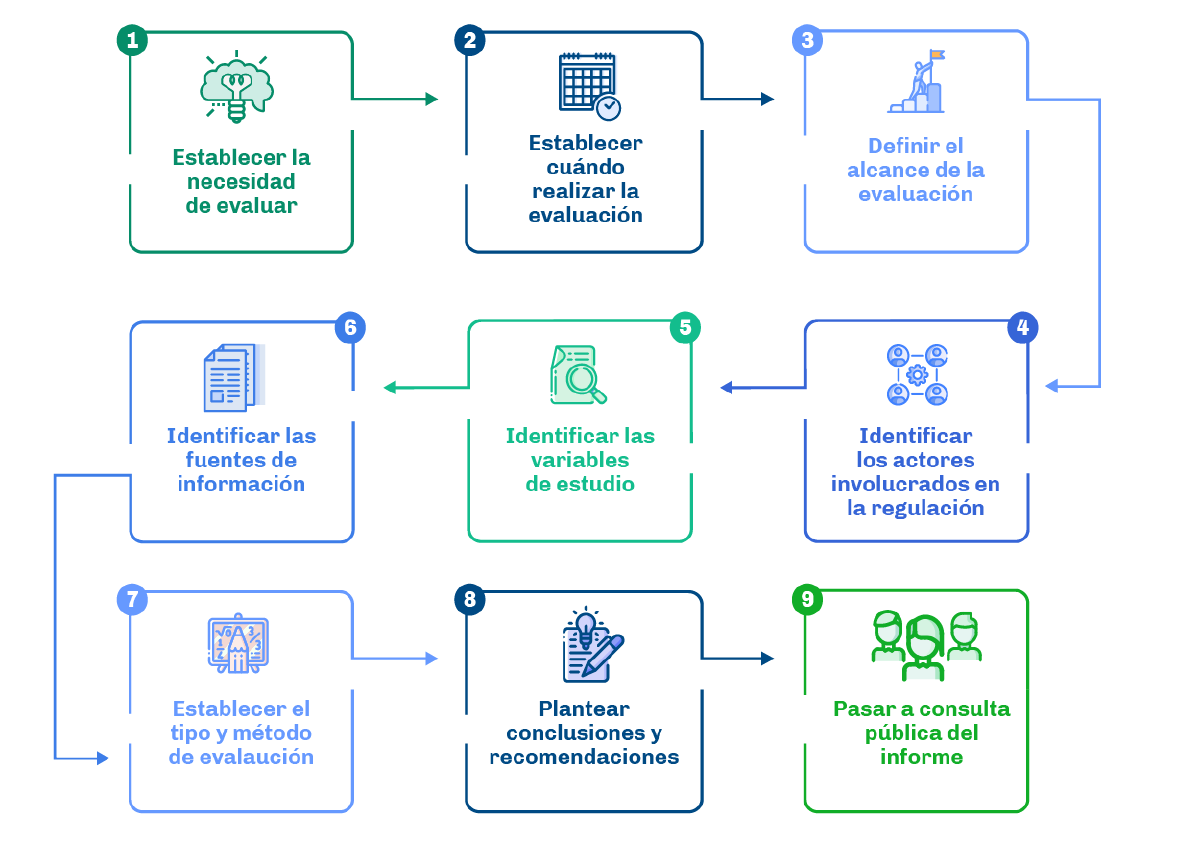 1
Establecer la
necesidad
de evaluar
2
Establecer
cuándo
realizar la
evaluación
3
Definir el
alcance de la
evaluación
4
Identificar
los actores
involucrados en
la regulación
5
Identificar las
variables
de estudio
6
Identificar las
fuentes de
información
7
Establecer el
tipo y método
de evalaución
8
Plantear
conclusiones y
recomendaciones
9
Pasar a consulta
pública del
informe